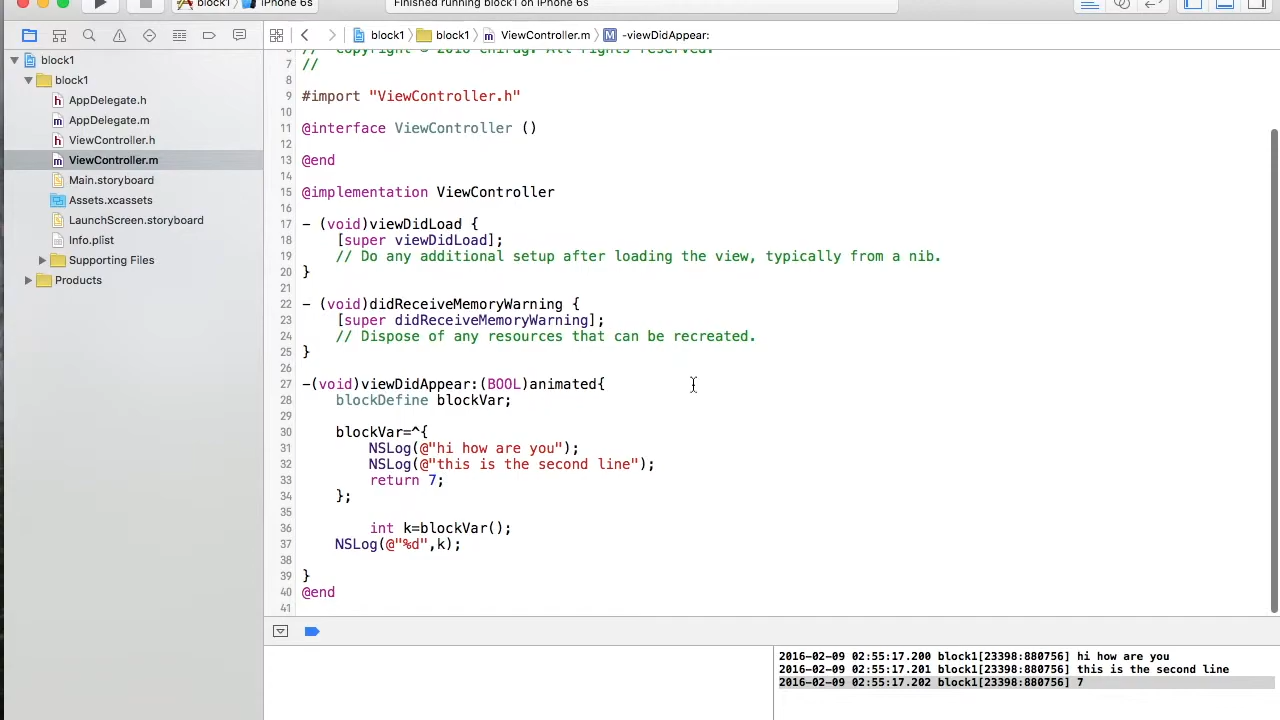 block1 iPhone 6s
Finished running block1 on iPhone 6s
block1 block1 ViewController.m M -viewDidAppear:
block1
block1
h AppDelegate.h
m AppDelegate.m
h ViewController.h
m ViewController.m
Main.storyboard
Assets.xcassets
LaunchScreen.storyboard
Info.plist
Supporting Files
Products
// Copyright © 2016 Chirag. All rights reserved.
7 //
8
9 #import "ViewController.h"
10
11 @interface ViewController ()
12
13 @end
14
15 @implementation ViewController
16
17 - (void)viewDidLoad {
18 [super viewDidLoad];
19 // Do any additional setup after loading the view, typically from a nib.
20 }
21
22 - (void)didReceiveMemoryWarning {
23 [super didReceiveMemoryWarning];
24 // Dispose of any resources that can be recreated.
25 }
26
27 -(void)viewDidAppear:(BOOL)animated{
28 blockDefine blockVar;
29
30 blockVar=^{
31 NSLog(@"hi how are you");
32 NSLog(@"this is the second line");
33 return 7;
34 };
35
36 int k=blockVar();
37 NSLog(@"%d",k);
38
39 }
40 @end
41
2016-02-09 02:55:17.200 block1[23398:880756] hi how are you
2016-02-09 02:55:17.201 block1[23398:880756] this is the second line
2016-02-09 02:55:17.202 block1[23398:880756] 7